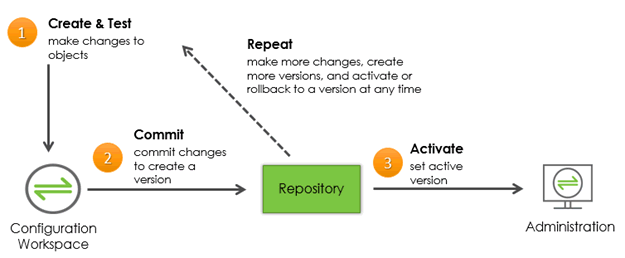 1
Create & Test
make changes to
objects
Repeat
make more changes, create
more versions, and activate or
rollback to a version at any time
2
Commit
commit changes
to create a
version
3
Activate
set active
version
Repository
Configuration
Workspace
Administration